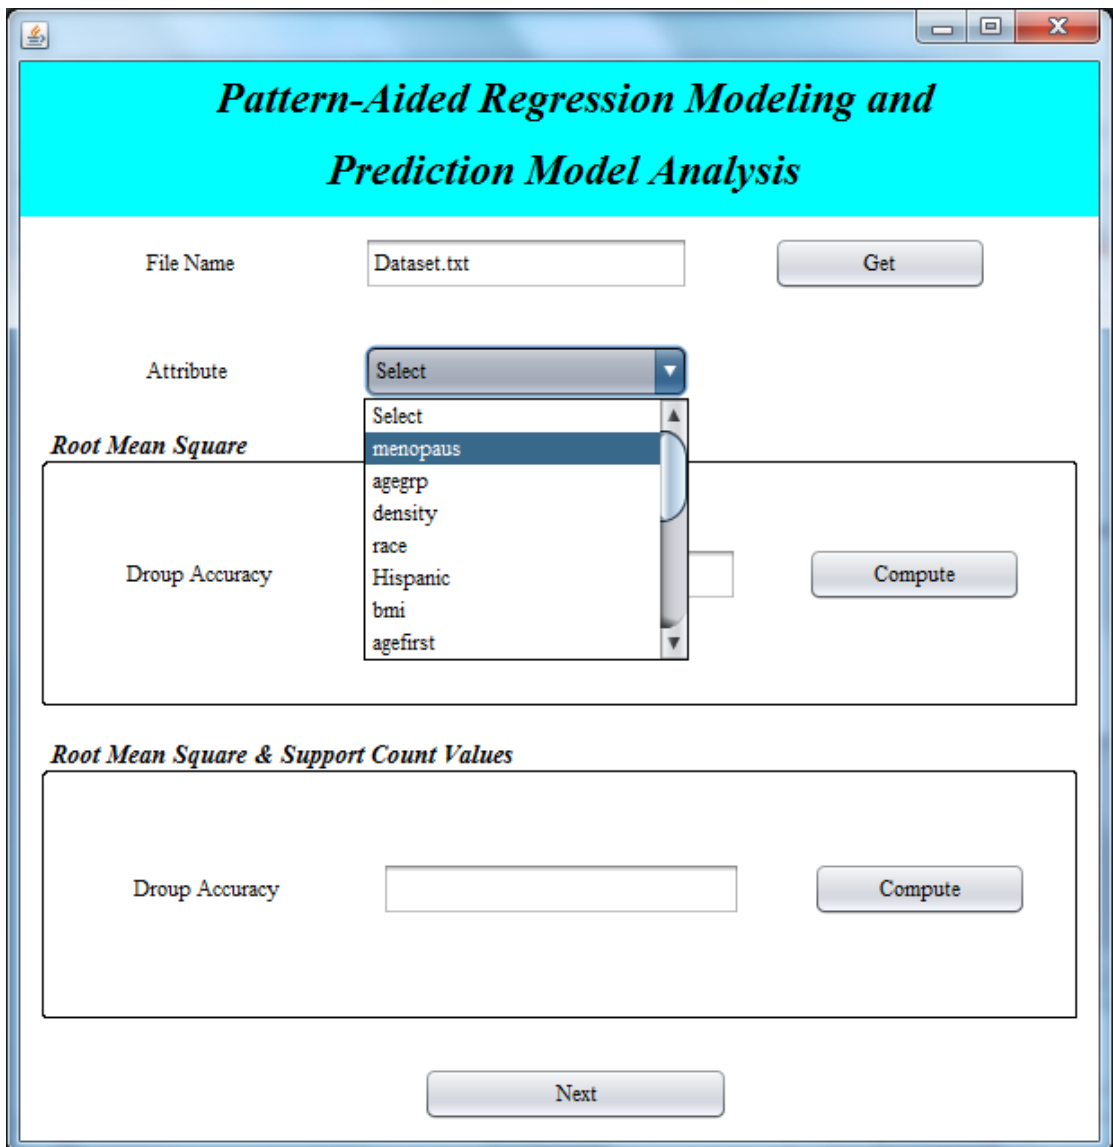 Pattern-Aided Regression Modeling and
Prediction Model Analysis
File Name
Dataset.txt
Get
Attribute
Select
Select
menopaus
agegrp
density
race
Hispanic
bmi
agefirst
Root Mean Square
Droup Accuracy
Compute
Root Mean Square & Support Count Values
Droup Accuracy
Compute
Next